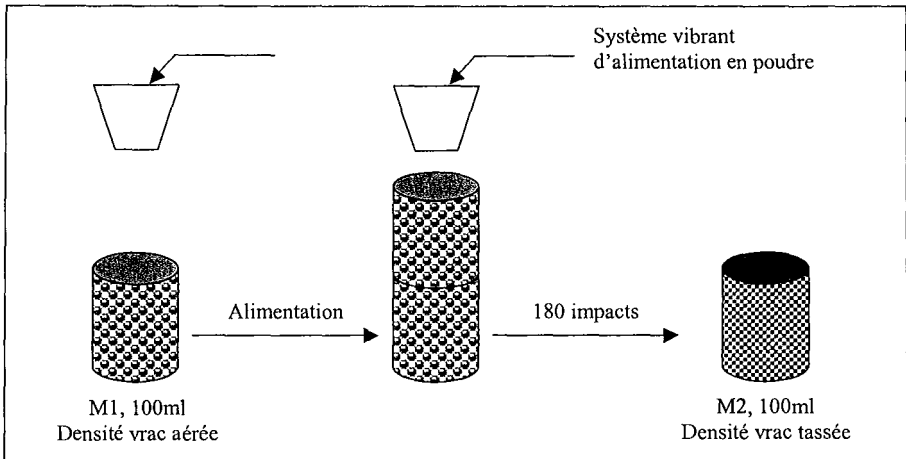 Système vibrant
d'alimentation en poudre
Alimentation
180 impacts
M1, 100ml
Densité vrac aérée
M2, 100ml
Densité vrac tassée